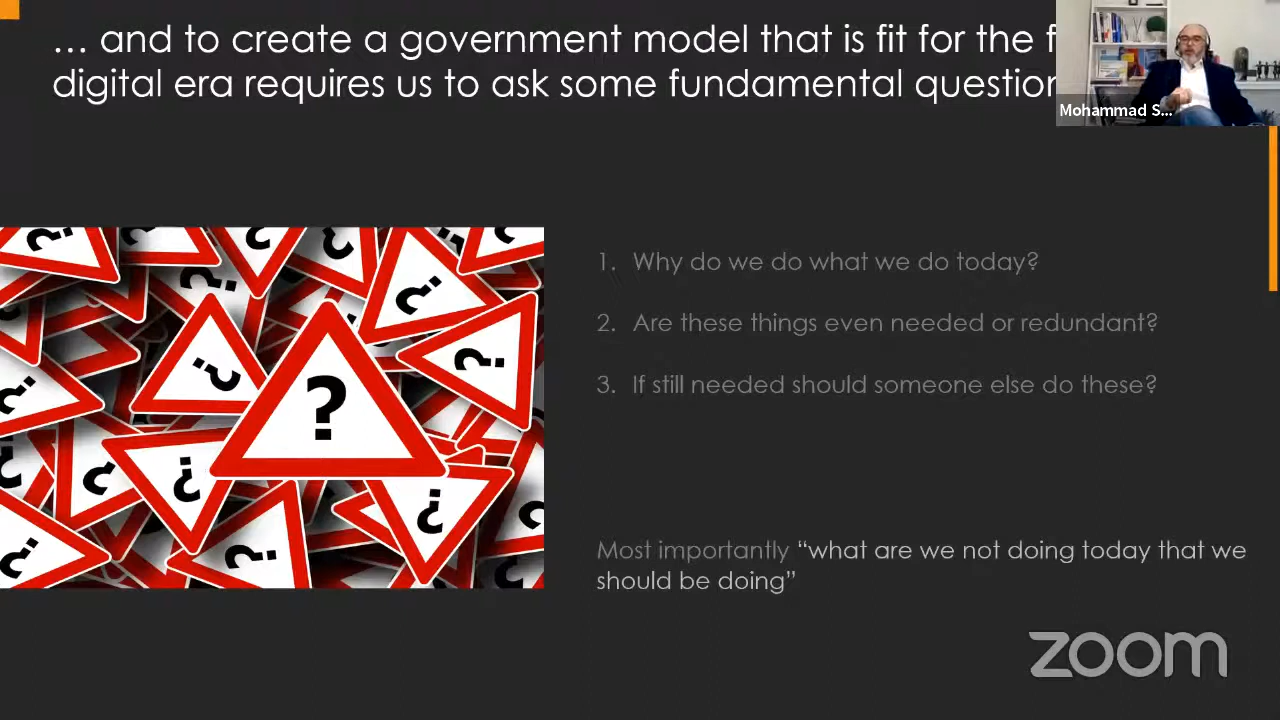 … and to create a government model that is fit for the f
digital era requires us to ask some fundamental question
Mohammad S...
1. Why do we do what we do today?
2. Are these things even needed or redundant?
3. If still needed should someone else do these?
Most importantly “what are we not doing today that we
should be doing”
?
zoom